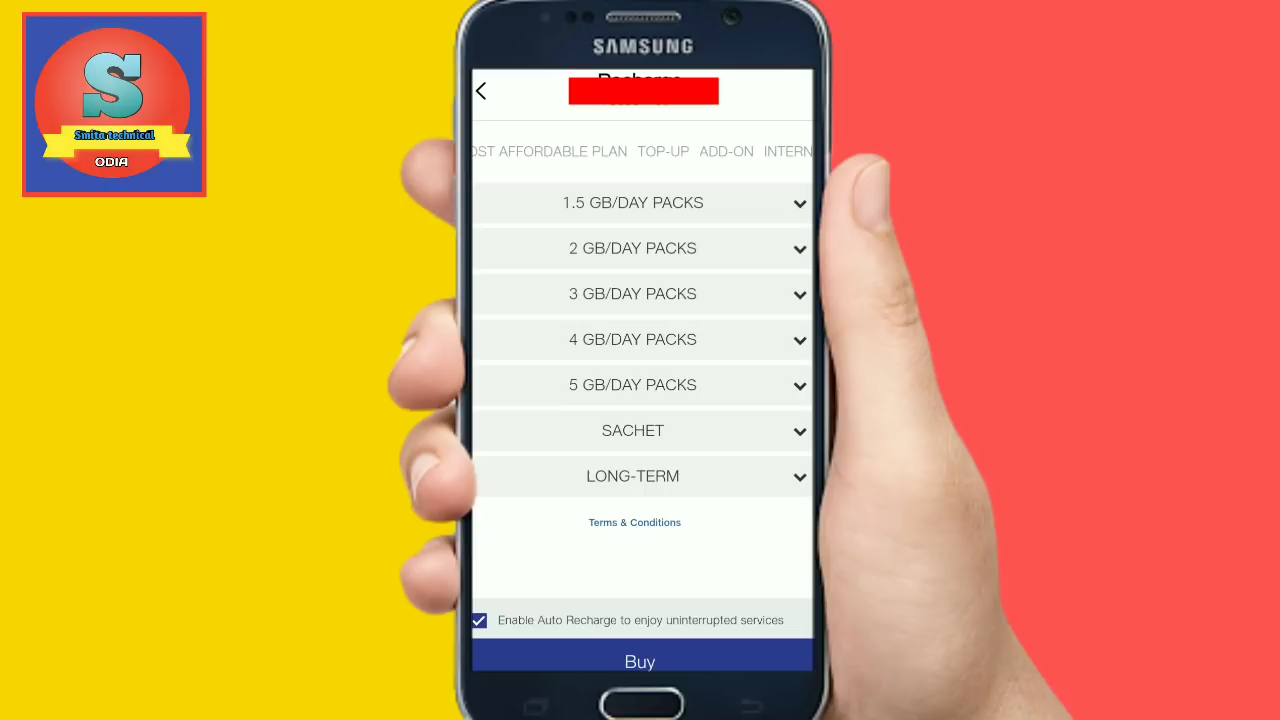 S
Smita technical
ODIA
SAMSUNG
Recharge
OST AFFORDABLE PLAN TOP-UP ADD-ON INTERN
1.5 GB/DAY PACKS
2 GB/DAY PACKS
3 GB/DAY PACKS
4 GB/DAY PACKS
5 GB/DAY PACKS
SACHET
LONG-TERM
Terms & Conditions
Enable Auto Recharge to enjoy uninterrupted services
Buy